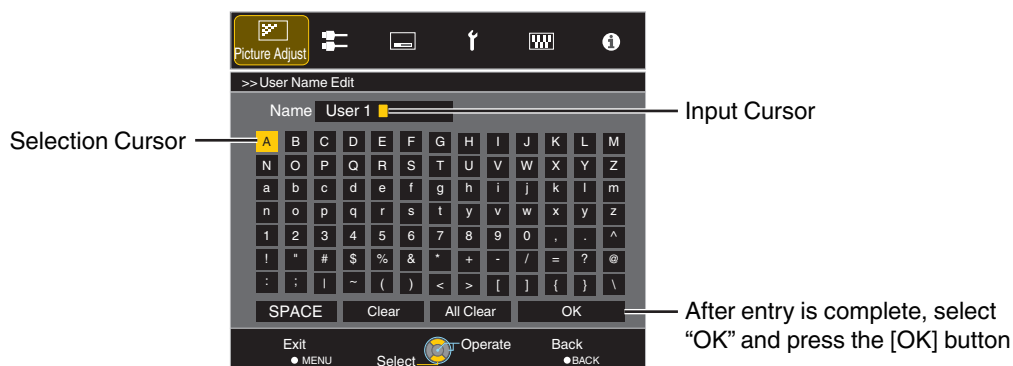 Picture Adjust
>>User Name Edit
Name User 1
Input Cursor
Selection Cursor
A B C D E F G H I J K L M
N O P Q R S T U V W X Y Z
a b c d e f g h i j k l m
n o p q r s t y v w x y z
1 2 3 4 5 6 7 8 9 0 , . ^
! " # $ % & * + - / = ? @
: ; | ~ ( ) < > [ ] { } \
SPACE Clear All Clear OK
After entry is complete, select
“OK” and press the [OK] button
Exit Operate Back
MENU Select BACK